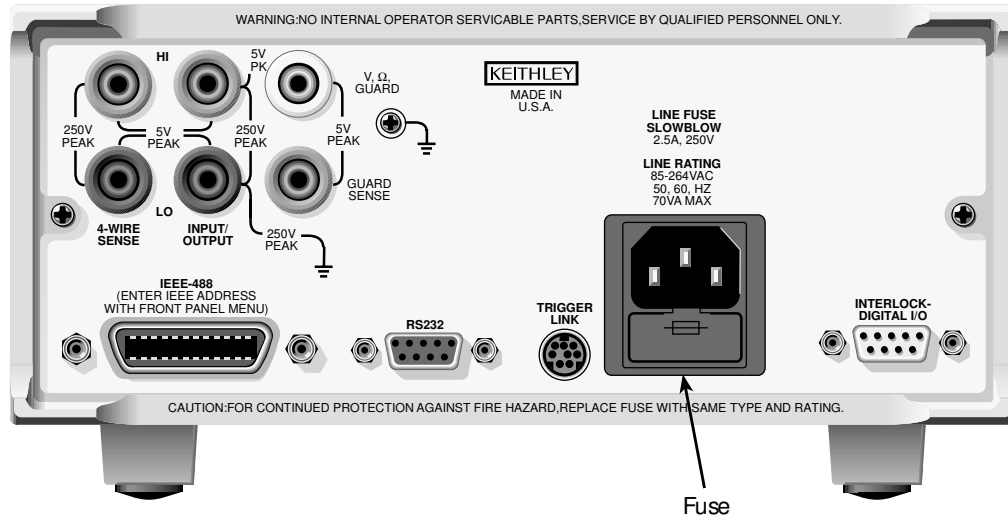 WARNING:NO INTERNAL OPERATOR SERVICABLE PARTS,SERVICE BY QUALIFIED PERSONNEL ONLY.
HI
5V
PK
V, Ω,
GUARD
KEITHLEY
MADE IN
U.S.A.
250V
PEAK
5V
PEAK
250V
PEAK
5V
PEAK
LINE FUSE
SLOWBLOW
2.5A, 250V
LINE RATING
85-264VAC
50, 60, HZ
70VA MAX
GUARD
SENSE
LO
4-WIRE
SENSE
INPUT/
OUTPUT
250V
PEAK
IEEE-488
(ENTER IEEE ADDRESS
WITH FRONT PANEL MENU)
RS232
TRIGGER
LINK
INTERLOCK-
DIGITAL I/O
CAUTION:FOR CONTINUED PROTECTION AGAINST FIRE HAZARD,REPLACE FUSE WITH SAME TYPE AND RATING.
Fuse